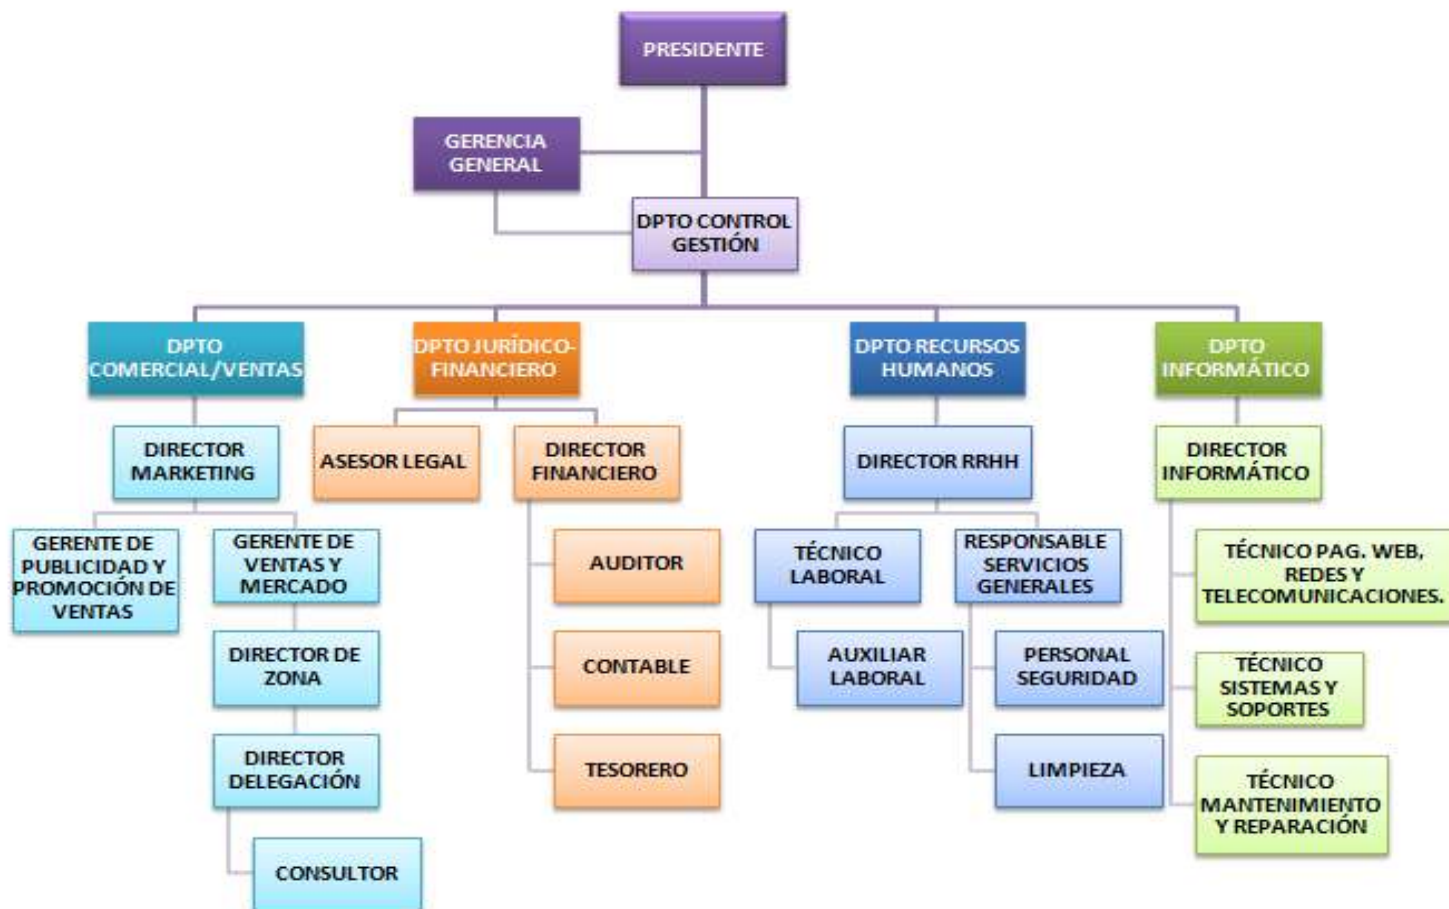 PRESIDENTE
GERENCIA
GENERAL
DPTO CONTROL
GESTIÓN
DPTO
COMERCIAL/VENTAS
DPTO JURÍDICO-
FINANCIERO
DPTO RECURSOS
HUMANOS
DPTO
INFORMÁTICO
DIRECTOR
MARKETING
ASESOR LEGAL
DIRECTOR
FINANCIERO
DIRECTOR RRHH
DIRECTOR
INFORMÁTICO
GERENTE DE
PUBLICIDAD Y
PROMOCIÓN DE
VENTAS
GERENTE DE
VENTAS Y
MERCADO
AUDITOR
TÉCNICO
LABORAL
RESPONSABLE
SERVICIOS
GENERALES
TÉCNICO PAG. WEB,
REDES Y
TELECOMUNICACIONES.
DIRECTOR DE
ZONA
CONTABLE
AUXILIAR
LABORAL
PERSONAL
SEGURIDAD
TÉCNICO
SISTEMAS Y
SOPORTES
DIRECTOR
DELEGACIÓN
TESORERO
LIMPIEZA
TÉCNICO
MANTENIMIENTO
Y REPARACIÓN
CONSULTOR